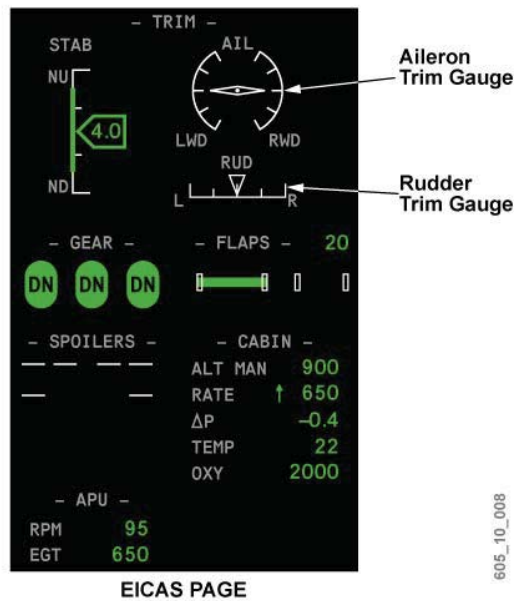 - TRIM -
STAB
AIL
NU
4.0
ND
LWD RWD
RUD
L R
Aileron
Trim Gauge
Rudder
Trim Gauge
- GEAR -
DN DN DN
- FLAPS - 20
- SPOILERS -
- CABIN -
ALT MAN 900
RATE ↑ 650
ΔP -0.4
TEMP 22
OXY 2000
- APU -
RPM 95
EGT 650
EICAS PAGE
605_10_008